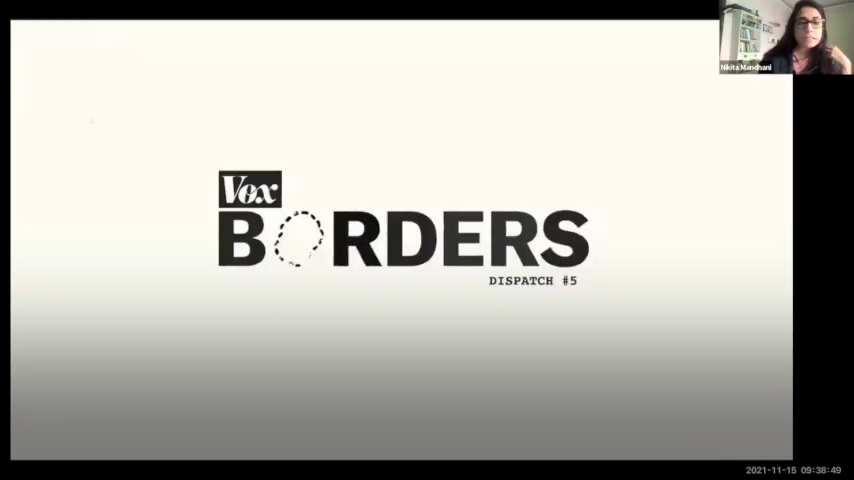 Nikita Mandhani
Vox
BORDERS
DISPATCH #5
2021-11-15 09:38:49